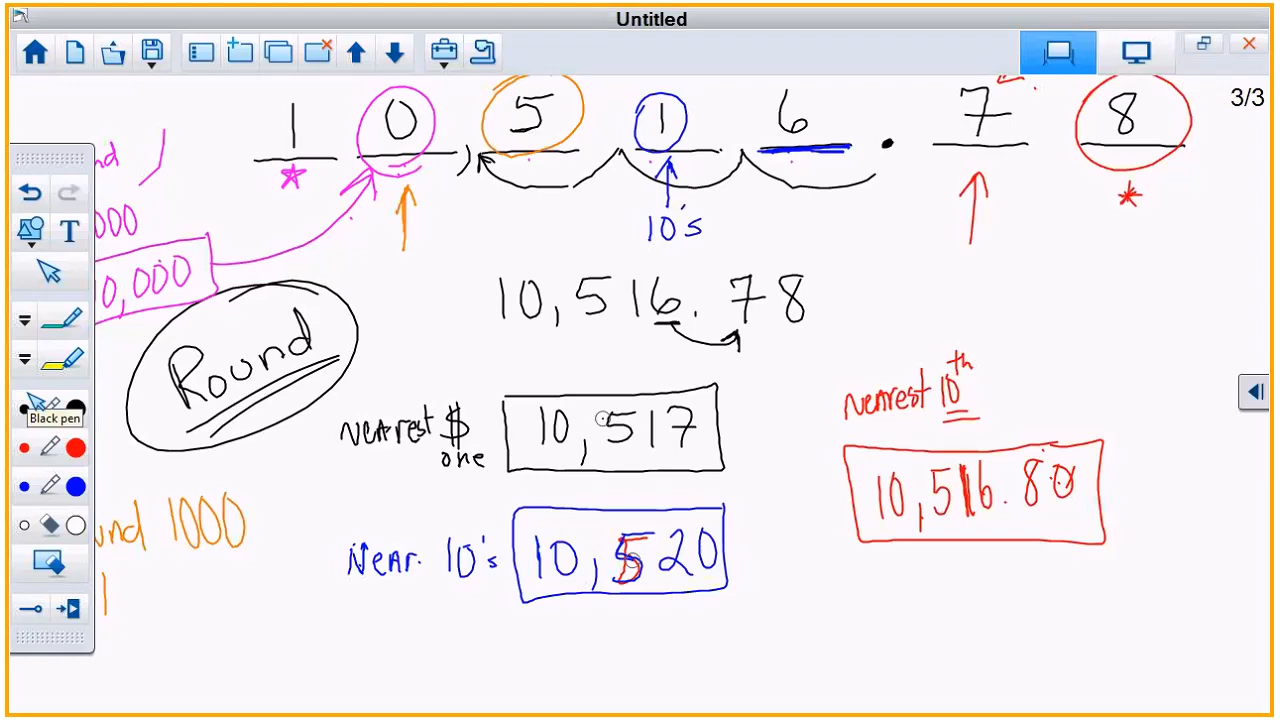 Untitled
3/3
1 0, 5 1 6 . 7 8
10's
000
0,000
10,516.78
Round
Nearest 10th
Nearest $
one
10,517
10,516.80
und 1000
Near. 10's
10,520
Black pen